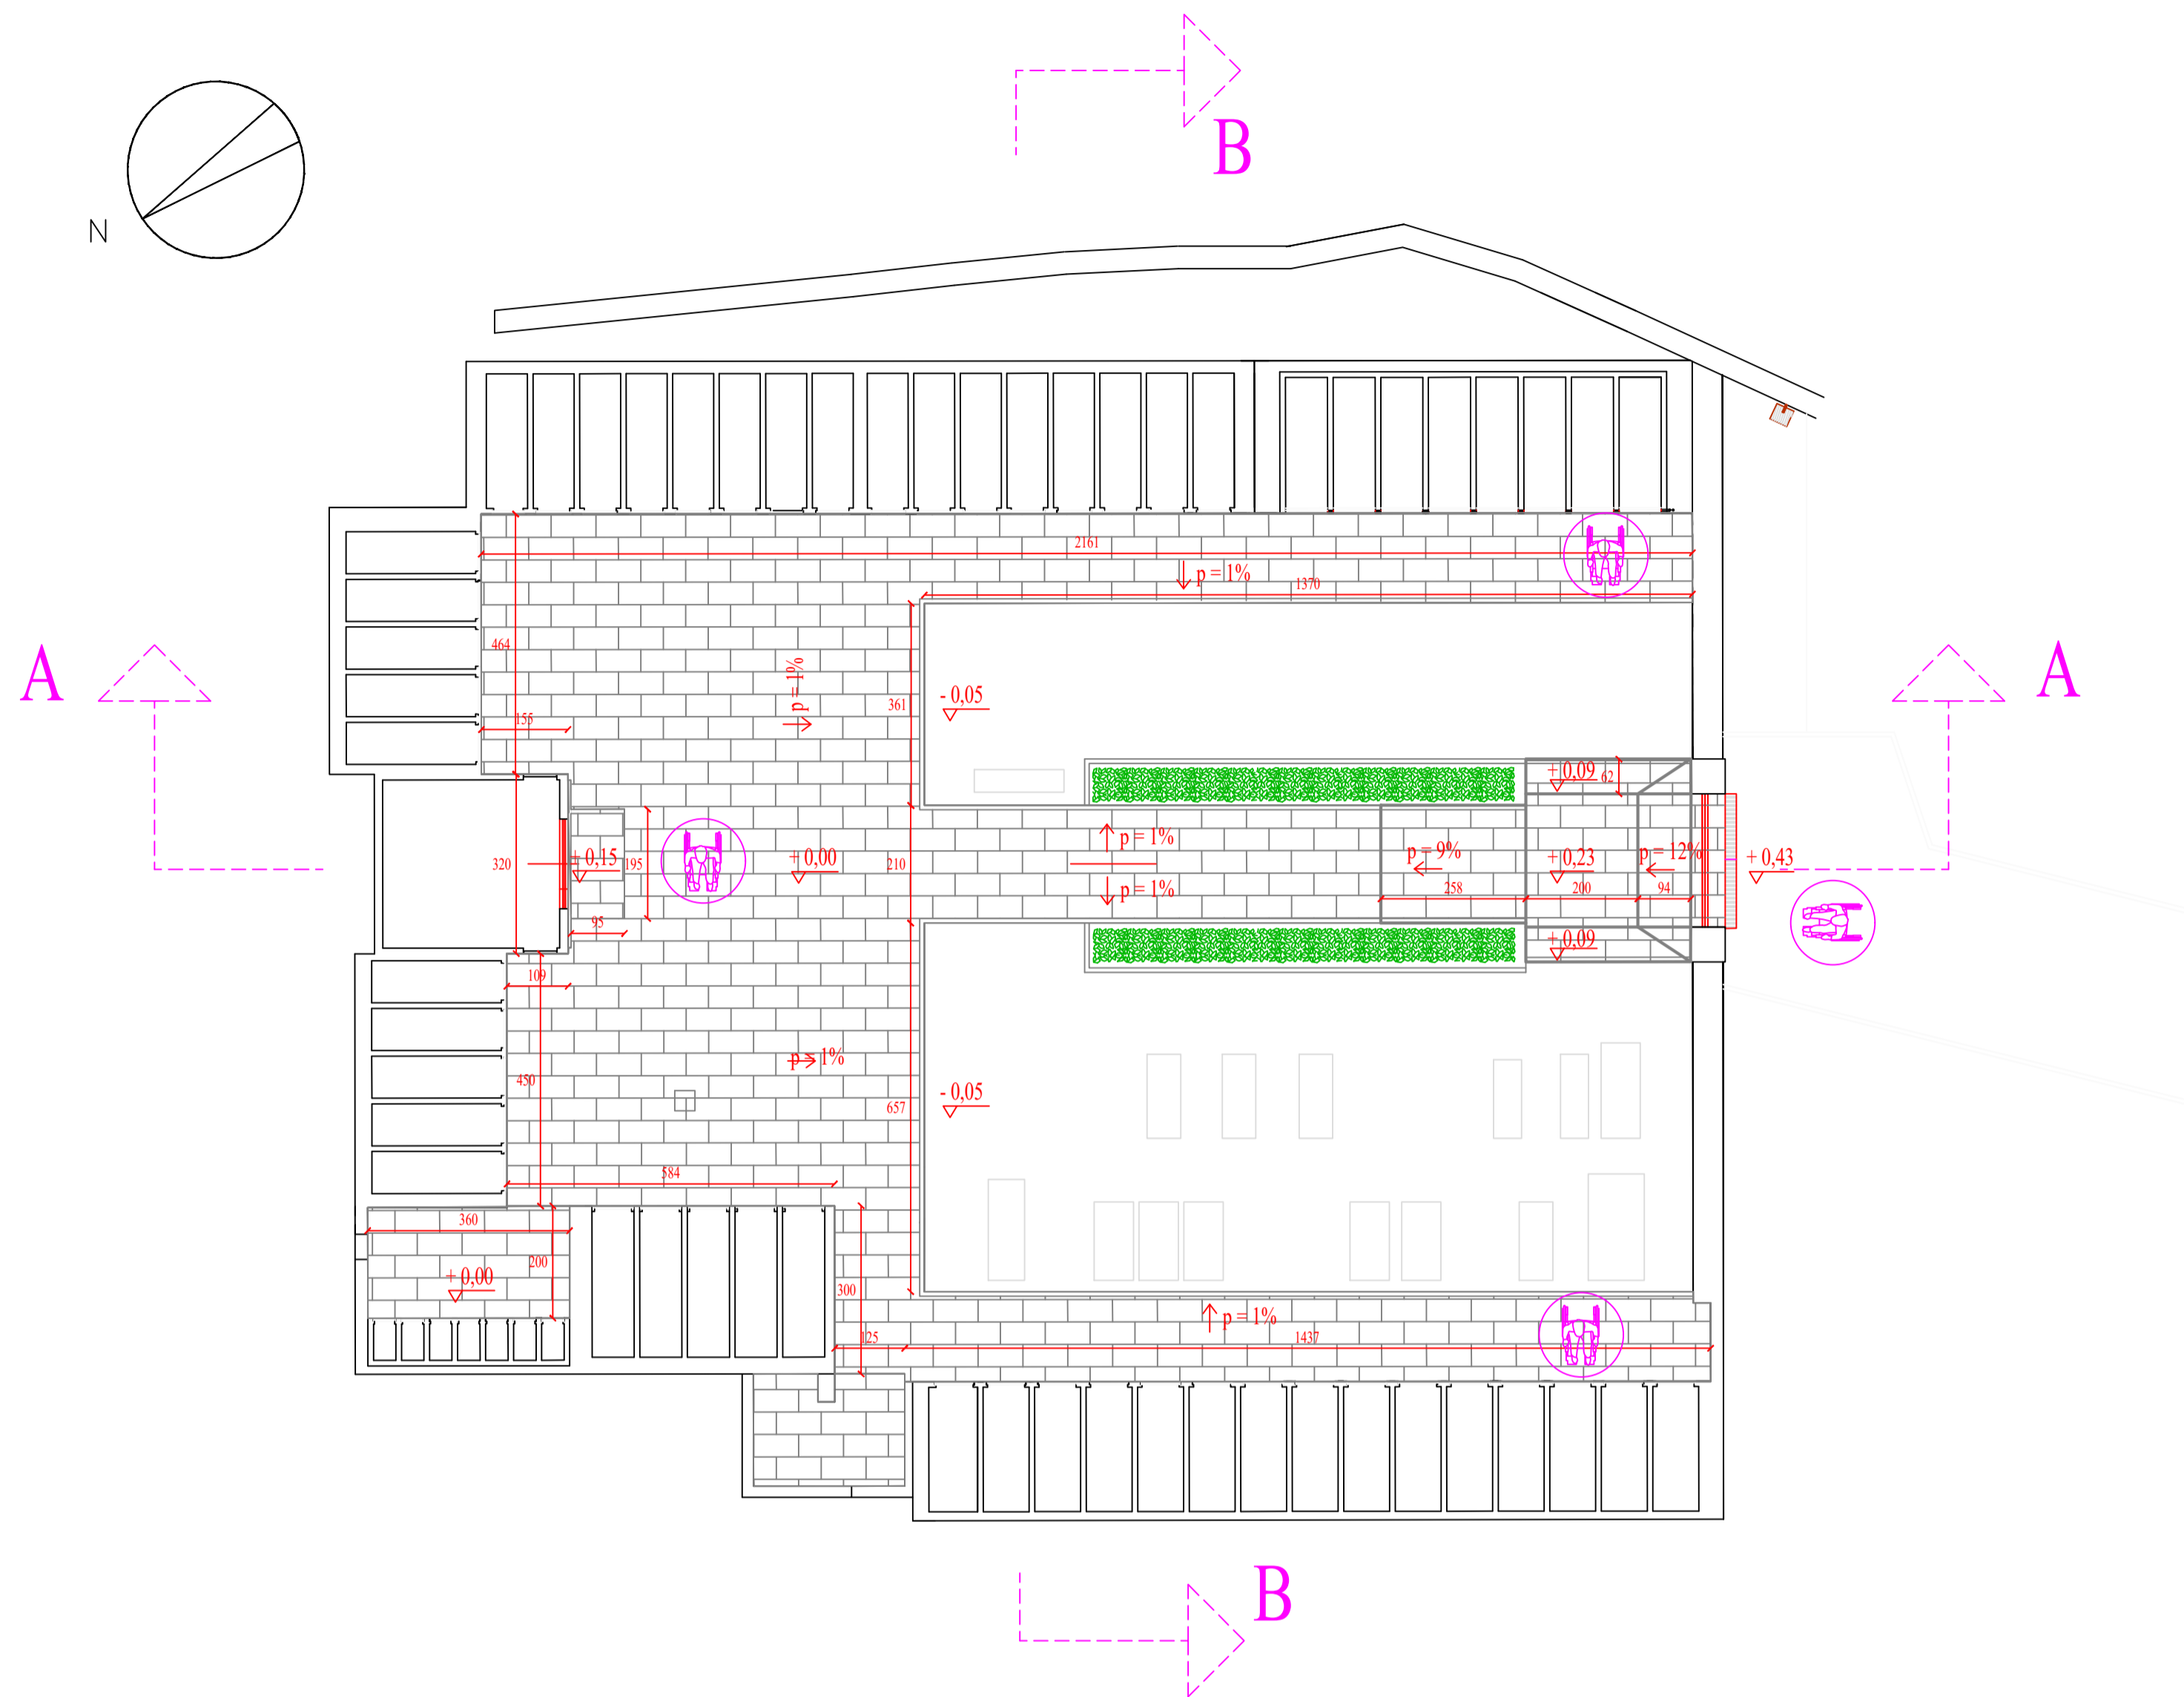 B
N
2161
p = 1%
1370
464
p = 1%
361
- 0,05
A
A
155
+ 0,09
62
+ 0,15
320
195
+ 0,00
210
p = 1%
p = 1%
p = 9%
+ 0,23
p = 12%
+ 0,43
258
200
94
95
+ 0,09
109
p = 1%
450
- 0,05
657
584
360
200
+ 0,00
300
p = 1%
125
1437
B